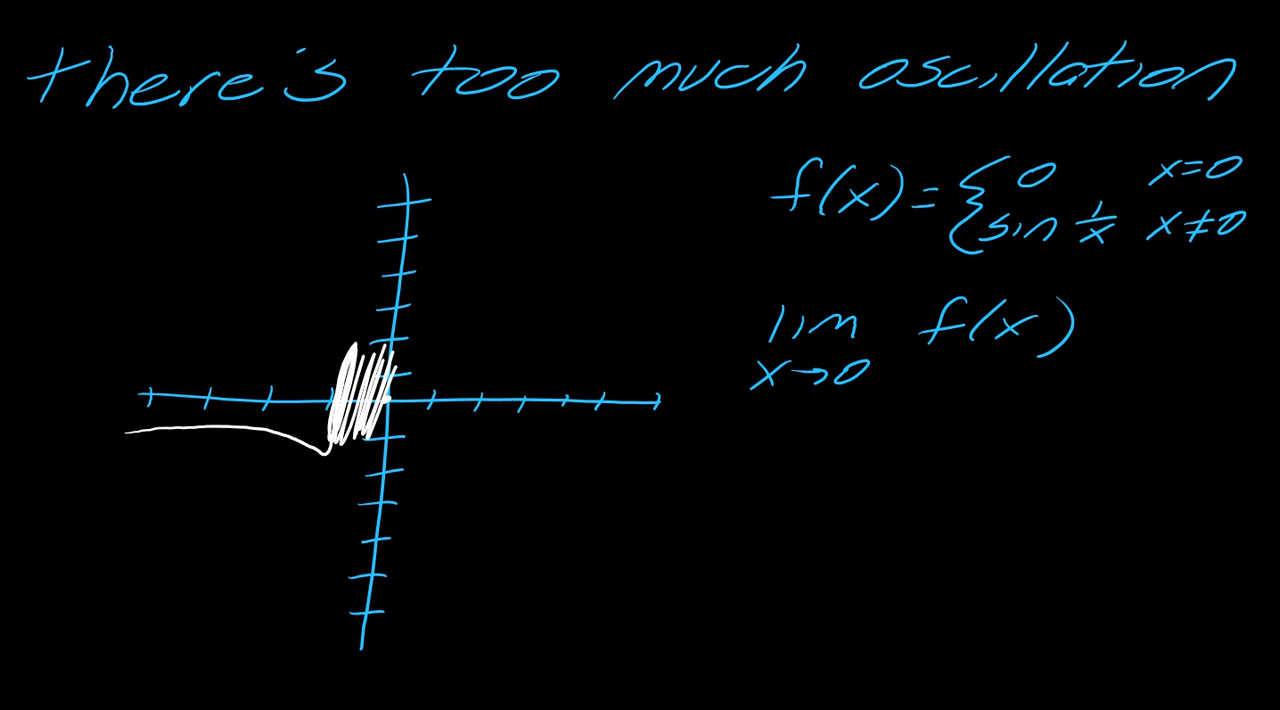 there's too much oscillation
f(x) = { 0 x=0
sin 1/x x≠0
lim f(x)
x→0